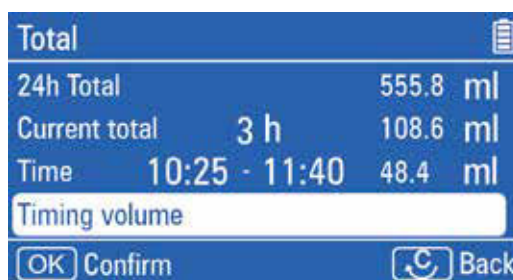 Total
24h Total 555.8 ml
Current total 3 h 108.6 ml
Time 10:25 - 11:40 48.4 ml
Timing volume
OK Confirm C Back